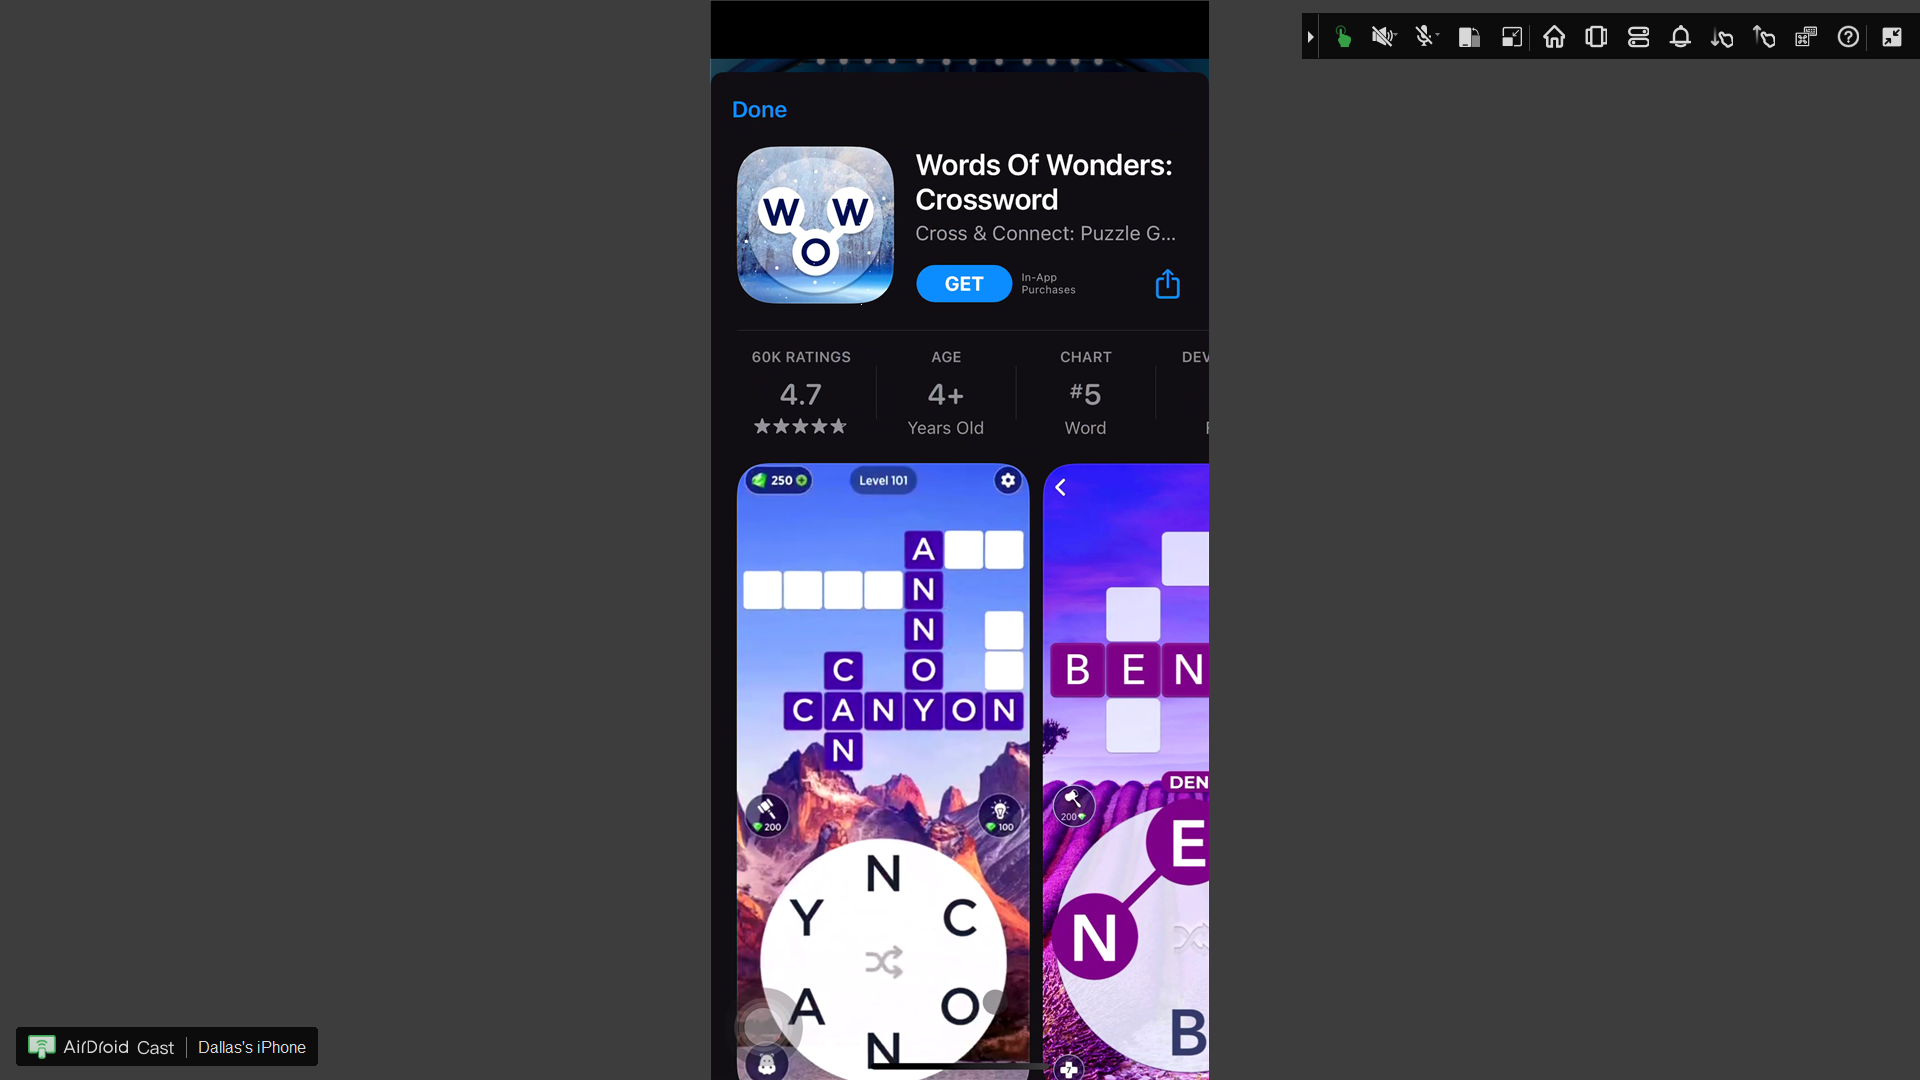 Done
W W
O
Words Of Wonders:
Crossword
Cross & Connect: Puzzle G...
GET
In-App
Purchases
60K RATINGS
4.7
AGE
4+
Years Old
CHART
#5
Word
250
Level 101
A
N
N
C O
C A N Y O N
N
200
100
N
Y C
A O
N
B E N
DEN
200
E
N
B
AirDroid Cast
Dallas's iPhone